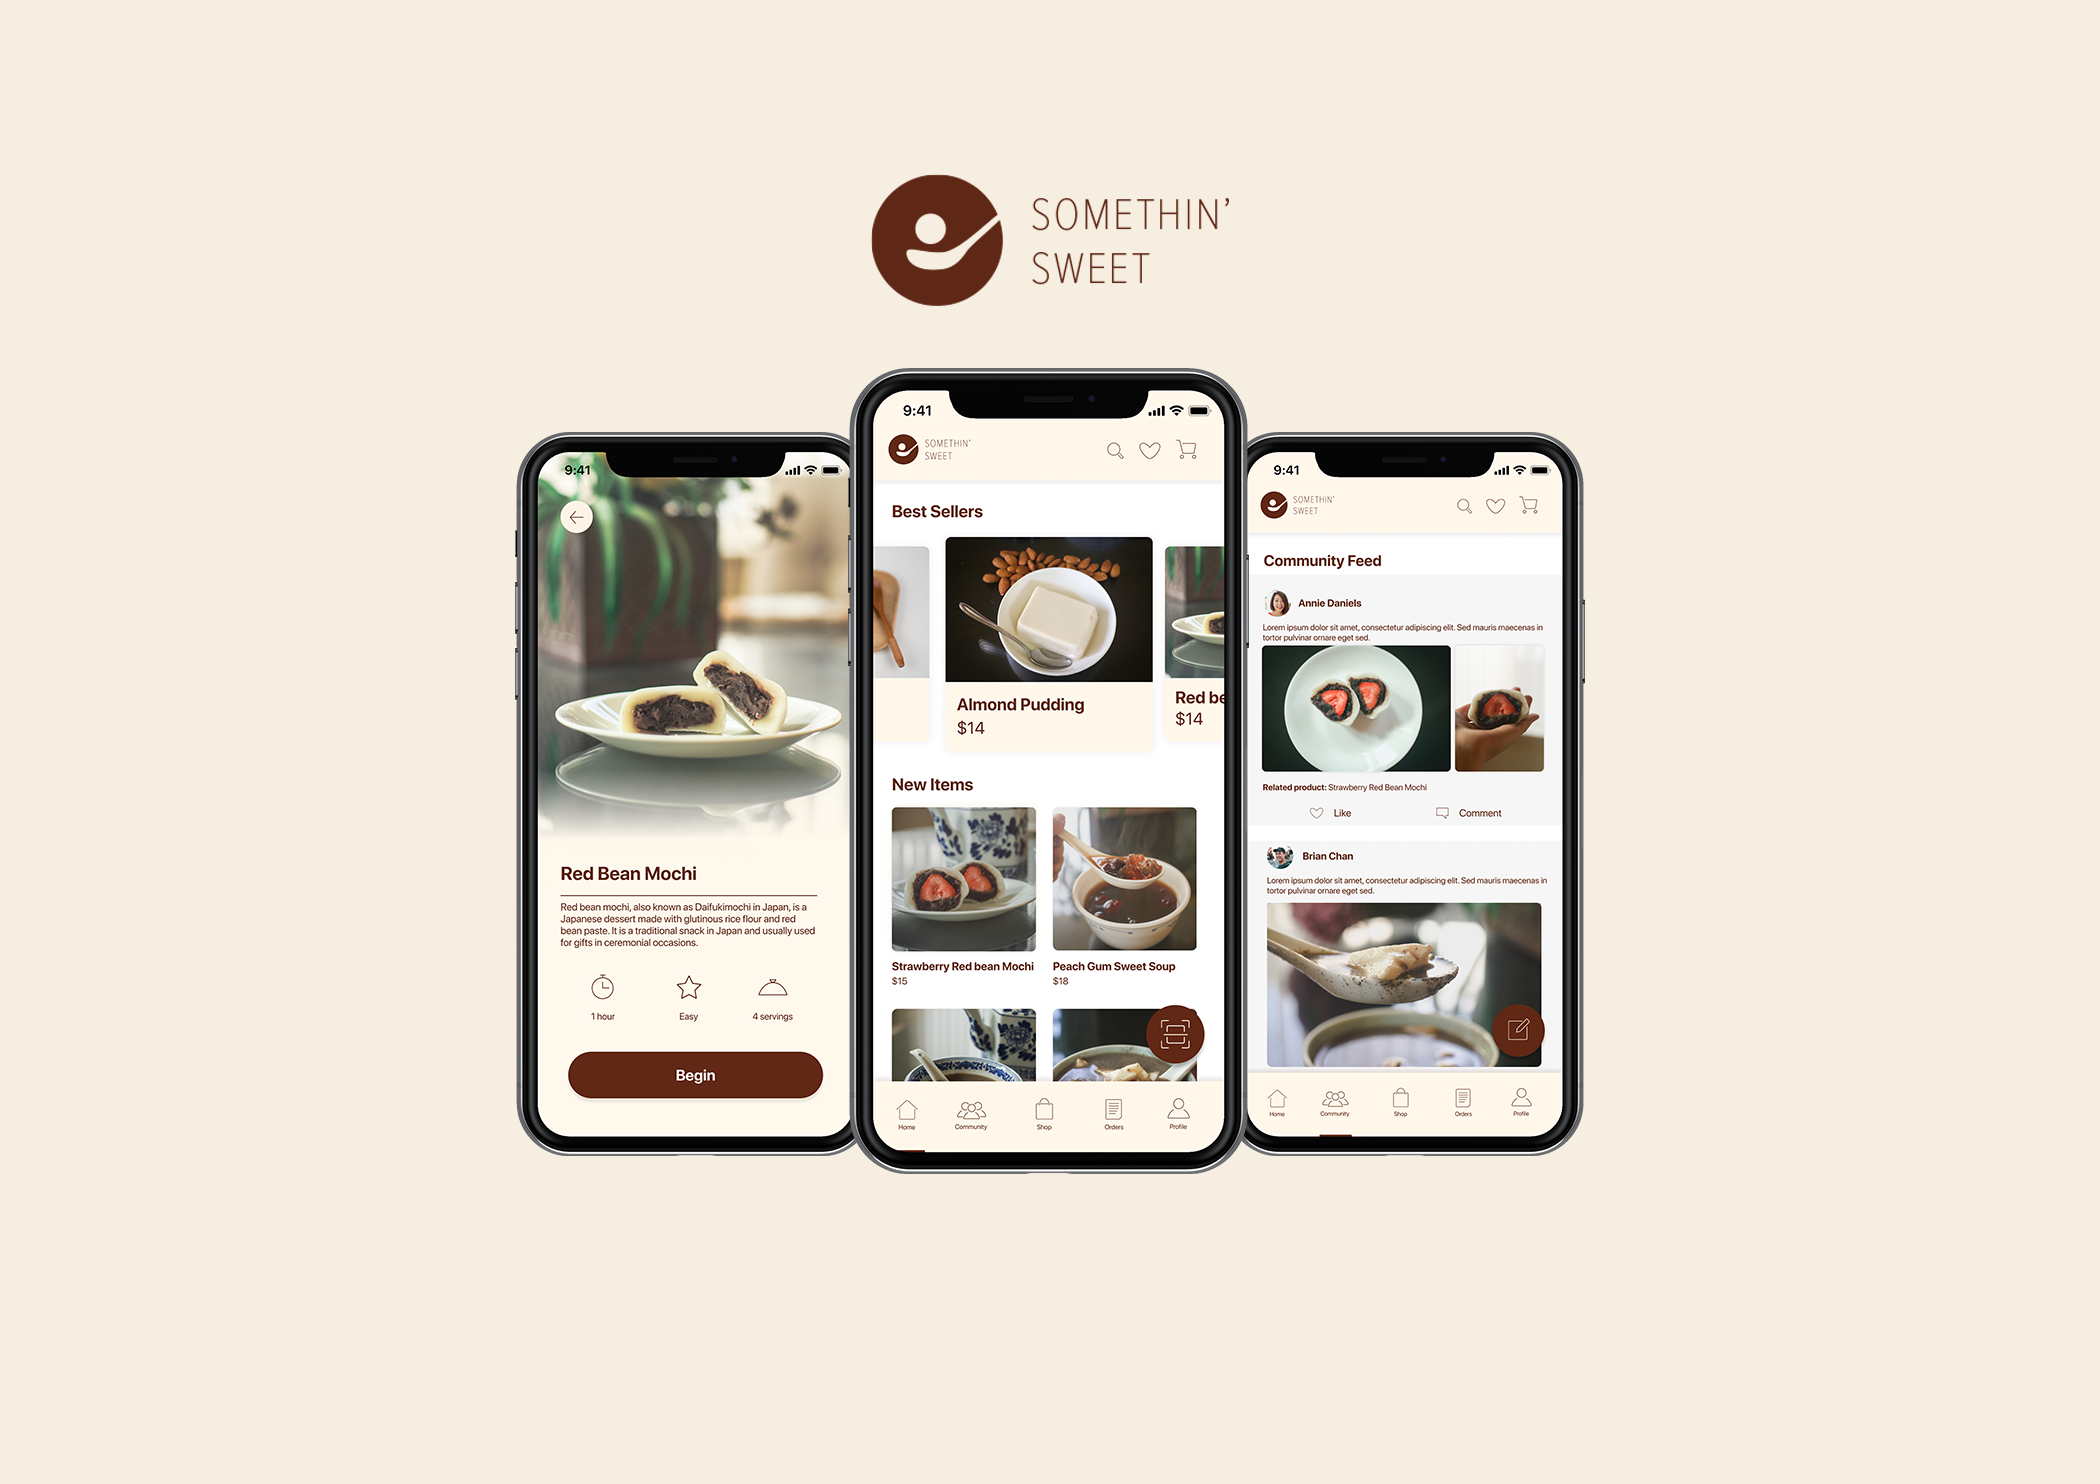 SOMETHIN’
SWEET
9:41
Red Bean Mochi
Red bean mochi, also known as Daifukimochi in Japan, is a
Japanese dessert made with glutinous rice flour and red
bean paste. It is a traditional snack in Japan and usually used
for gifts in ceremonial occasions.
1 hour
Easy
4 servings
Begin
9:41
SOMETHIN’
SWEET
Best Sellers
Almond Pudding
$14
Red be
$14
New Items
Strawberry Red bean Mochi
$15
Peach Gum Sweet Soup
$18
Home
Community
Shop
Orders
Profile
9:41
SOMETHIN’
SWEET
Community Feed
Annie Daniels
Lorem ipsum dolor sit amet, consectetur adipiscing elit. Sed mauris maecenas in
tortor pulvinar ornare eget sed.
Related product: Strawberry Red Bean Mochi
Like
Comment
Brian Chan
Lorem ipsum dolor sit amet, consectetur adipiscing elit. Sed mauris maecenas in
tortor pulvinar ornare eget sed.
Home
Community
Shop
Orders
Profile